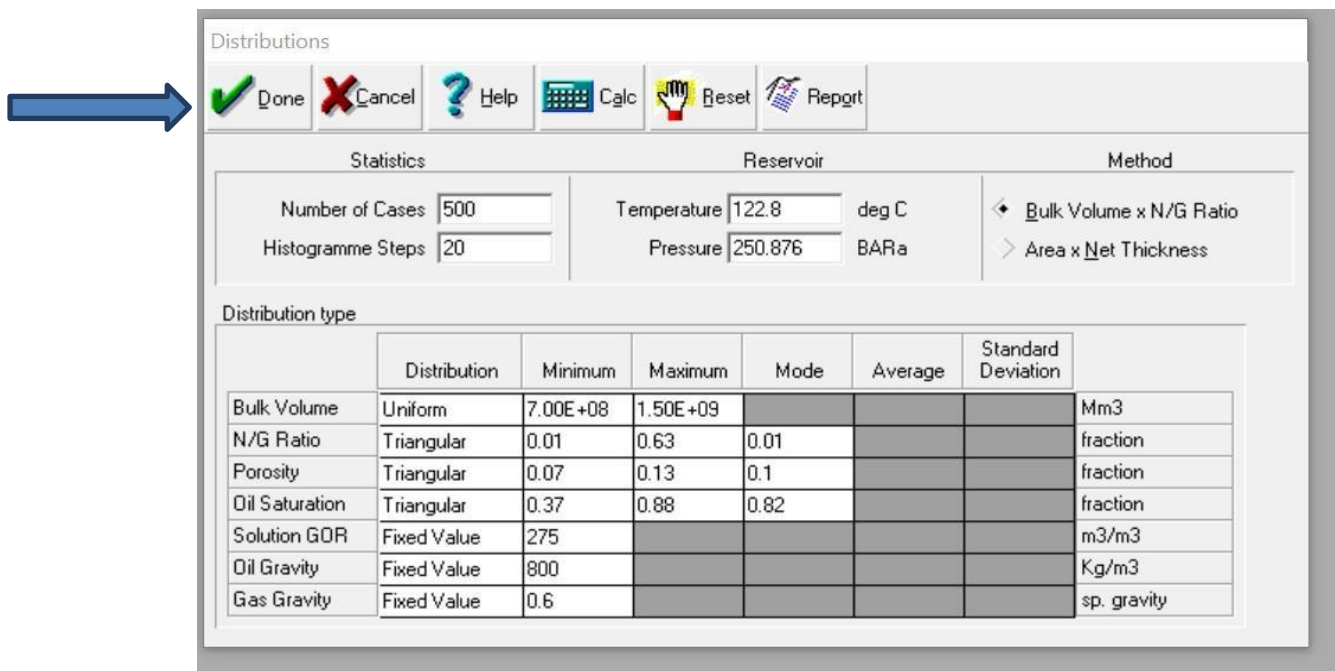 Distributions
Done Cancel Help Calc Reset Report
Statistics Reservoir Method
Number of Cases 500 Temperature 122.8 deg C Bulk Volume x N/G Ratio
Histogramme Steps 20 Pressure 250.876 BARa Area x Net Thickness
Distribution type
Distribution Minimum Maximum Mode Average Standard Deviation
Bulk Volume Uniform 7.00E+08 1.50E+09 Mm3
N/G Ratio Triangular 0.01 0.63 0.01 fraction
Porosity Triangular 0.07 0.13 0.1 fraction
Oil Saturation Triangular 0.37 0.88 0.82 fraction
Solution GOR Fixed Value 275 m3/m3
Oil Gravity Fixed Value 800 Kg/m3
Gas Gravity Fixed Value 0.6 sp. gravity